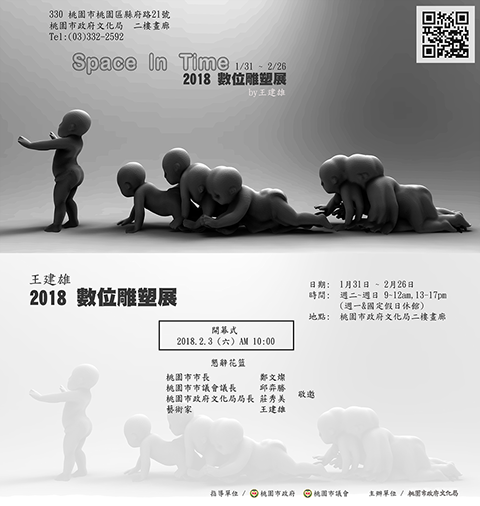 330 桃園市桃園區縣府路21號
桃園市政府文化局 二樓畫廊
Tel:(03)332-2592
Space In Time 1/31 ~ 2/26
2018 數位雕塑展
by王建雄
王建雄
2018 數位雕塑展
日期: 1月31日 ~ 2月26日
時間: 週二~週日 9-12am,13-17pm
(週一&國定假日休館)
地點: 桃園市政府文化局二樓畫廊
開幕式
2018.2.3 (六) AM 10:00
懇辭花籃
桃園市市長 鄭文燦
桃園市市議會議長 邱弈勝
桃園市政府文化局局長 莊秀美
藝術家 王建雄
敬邀
指導單位 / 桃園市政府 桃園市議會 主辦單位 / 桃園市政府文化局